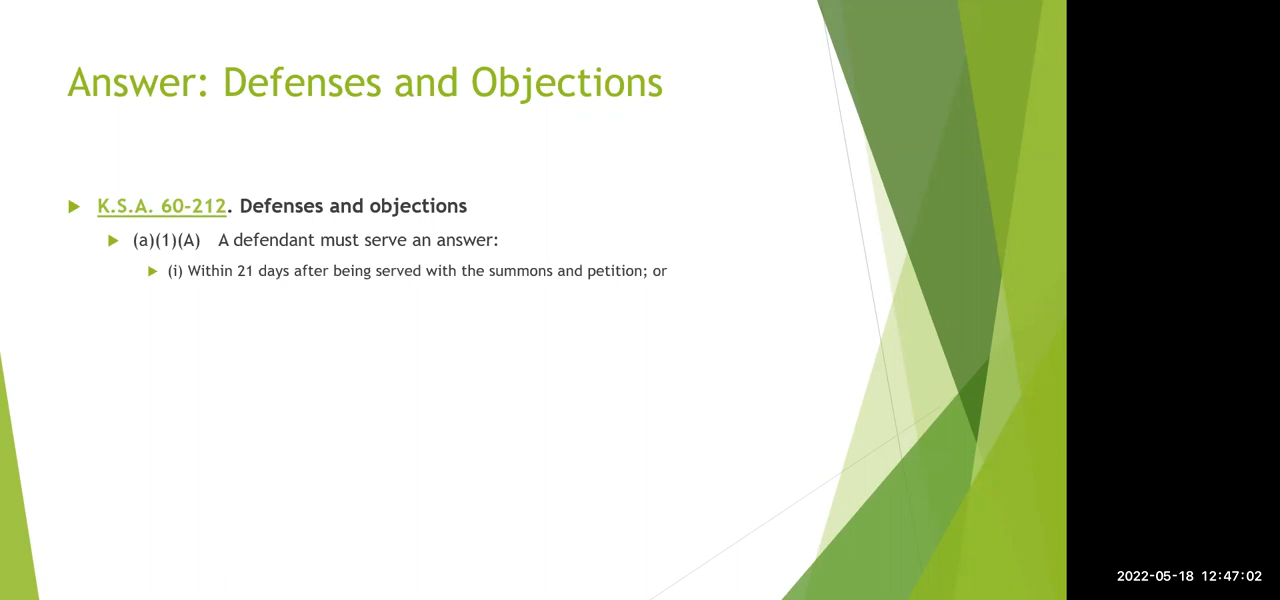 Answer: Defenses and Objections
K.S.A. 60-212. Defenses and objections
(a)(1)(A) A defendant must serve an answer:
(i) Within 21 days after being served with the summons and petition; or
2022-05-18 12:47:02